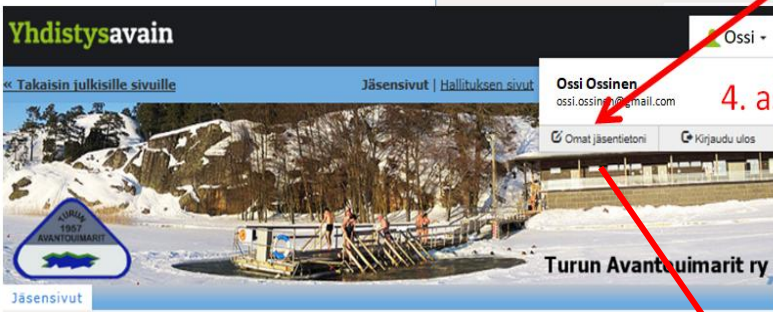 Yhdistysavain
Ossi
« Takaisin julkisille sivuille
Jäsensivut | Hallituksen sivut
Ossi Ossinen
ossi.ossinen@gmail.com
4. a
Omat jäsentietoni
Kirjaudu ulos
TURUN
1957
AVANTOUIMARIT
Turun Avantouimarit ry
Jäsensivut